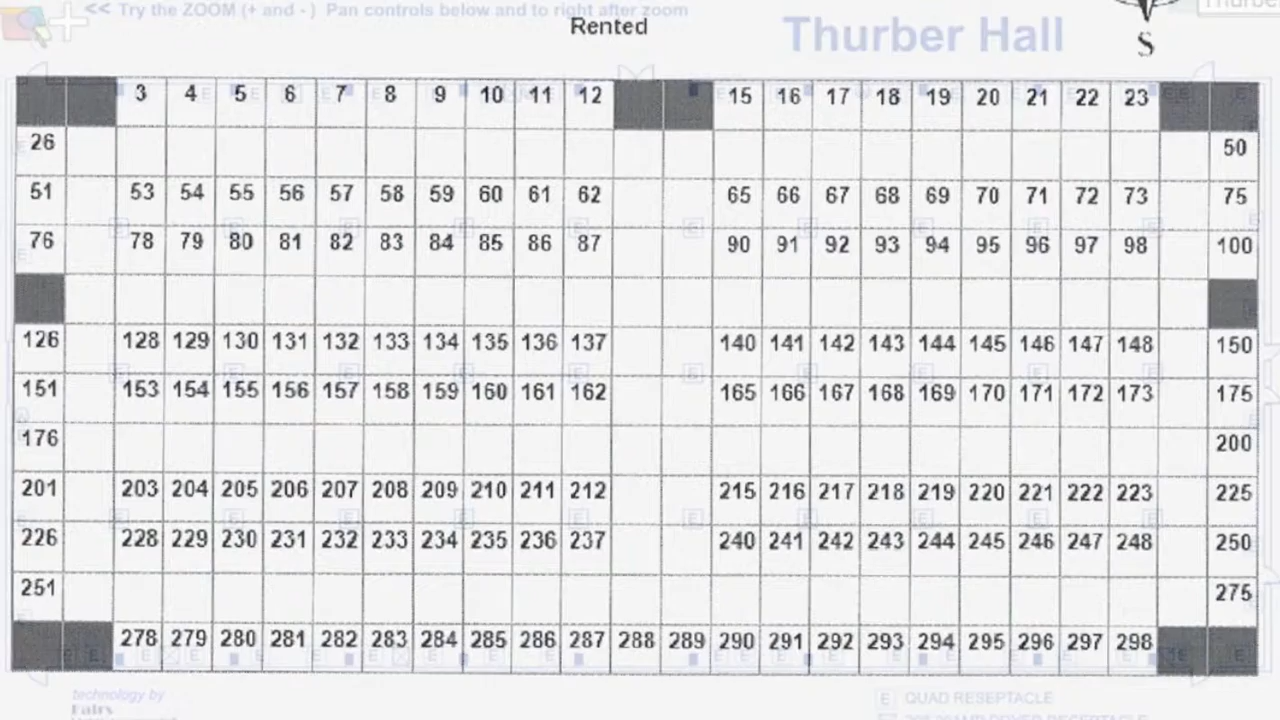 << Try the ZOOM (+ and - ) Pan controls below and to right after zoom
Rented
Thurber Hall
S
Thurber
3 4 5 6 7 8 9 10 11 12 15 16 17 18 19 20 21 22 23
26 50
51 53 54 55 56 57 58 59 60 61 62 65 66 67 68 69 70 71 72 73 75
76 78 79 80 81 82 83 84 85 86 87 90 91 92 93 94 95 96 97 98 100
126 128 129 130 131 132 133 134 135 136 137 140 141 142 143 144 145 146 147 148 150
151 153 154 155 156 157 158 159 160 161 162 165 166 167 168 169 170 171 172 173 175
176 200
201 203 204 205 206 207 208 209 210 211 212 215 216 217 218 219 220 221 222 223 225
226 228 229 230 231 232 233 234 235 236 237 240 241 242 243 244 245 246 247 248 250
251 275
278 279 280 281 282 283 284 285 286 287 288 289 290 291 292 293 294 295 296 297 298
technology by
Fairs
E QUAD RESEPTACLE